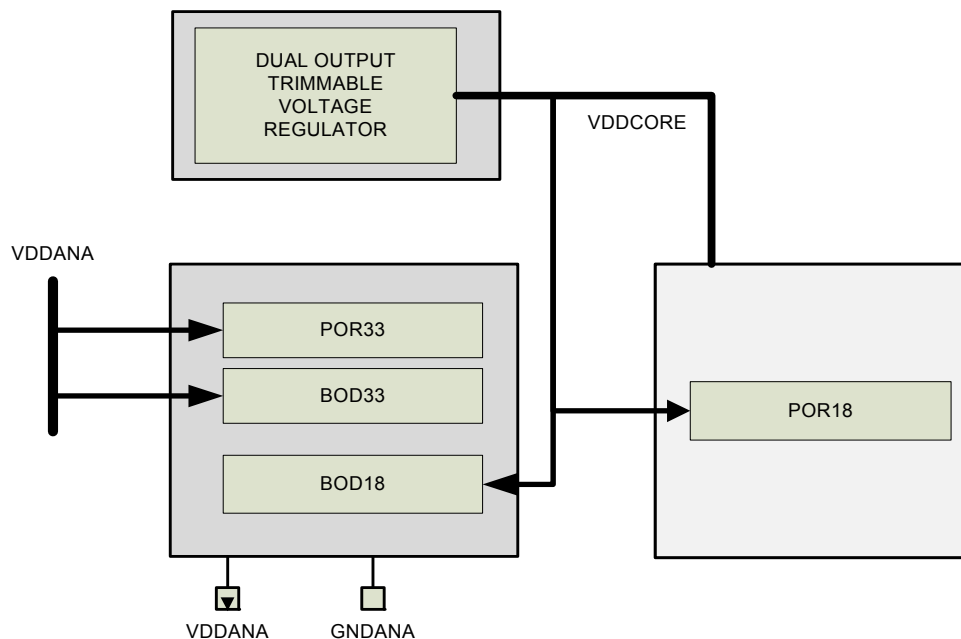 DUAL OUTPUT
TRIMMABLE
VOLTAGE
REGULATOR
VDDCORE
VDDANA
POR33
BOD33
POR18
BOD18
VDDANA
GNDANA